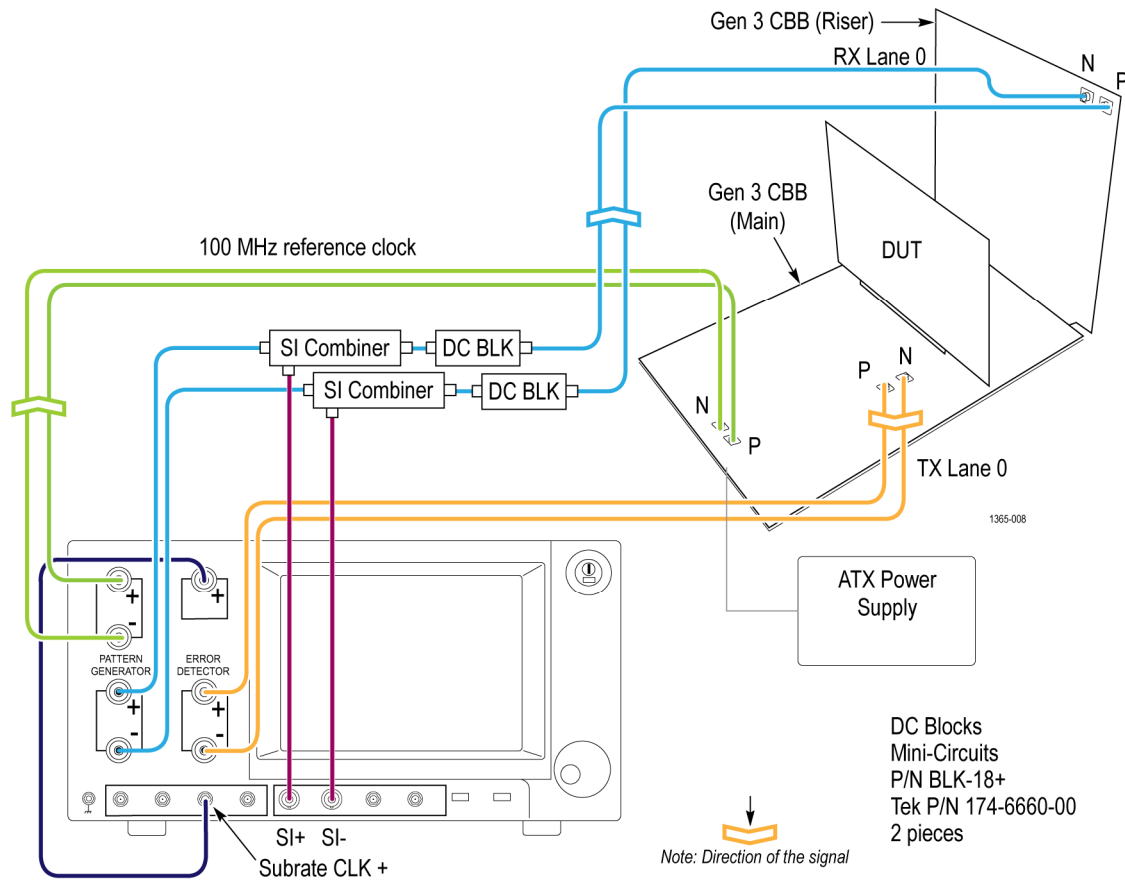 Gen 3 CBB (Riser)
RX Lane 0
N
P
Gen 3 CBB
(Main)
DUT
100 MHz reference clock
SI Combiner
DC BLK
SI Combiner
DC BLK
P
N
N
P
TX Lane 0
1365-008
ATX Power
Supply
+
-
+
PATTERN
GENERATOR
ERROR
DETECTOR
+
-
+
-
SI+
SI-
Subrate CLK +
DC Blocks
Mini-Circuits
P/N BLK-18+
Tek P/N 174-6660-00
2 pieces
Note: Direction of the signal